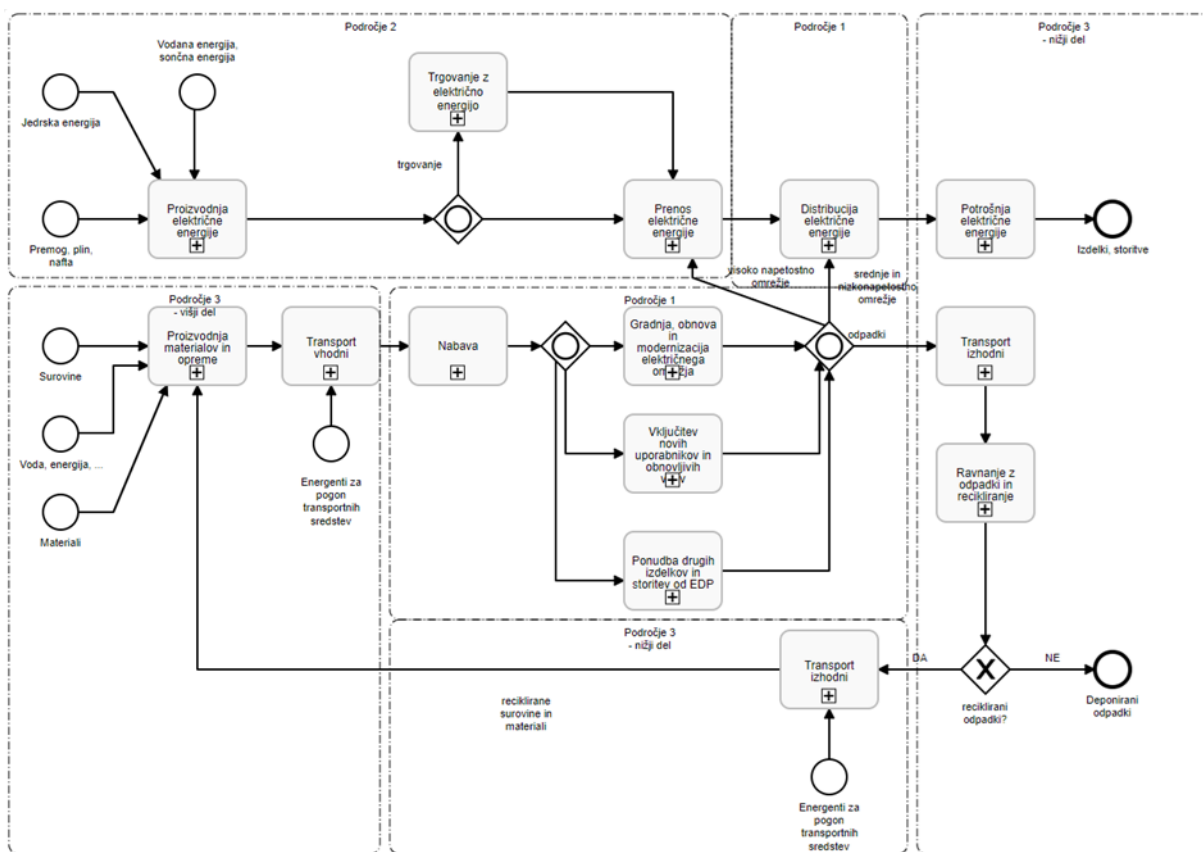 Področje 2
Področje 1
Področje 3
- nižji del
Vodana energija,
sončna energija
Trgovanje z
električno
energijo
Jedrska energija
trgovanje
Proizvodnja
električne
energije
Prenos
električne
energije
Distribucija
električne
energije
Potrošnja
električne
energije
Premog, plin,
nafta
Izdelki, storitve
visoko napetostno
omrežje
srednje in
nizkonapetostno
omrežje
Področje 3
- višji del
Področje 1
Proizvodnja
materialov in
opreme
Transport
vhodni
Nabava
Gradnja, obnova
in
modernizacija
električnega
odpadki
Transport
izhodni
Surovine
Vključitev
novih
uporabnikov in
obnovljivih
Voda, energija, ...
Ravnanje z
odpadki in
recikliranje
Energenti za
pogon
transportnih
sredstev
Materiali
Ponudba drugih
izdelkov in
storitev od EDP
Področje 3
- nižji del
Transport
izhodni
DA
NE
reciklirane
surovine in
materiali
reciklirani
odpadki?
Deponirani
odpadki
Energenti za
pogon
transportnih
sredstev